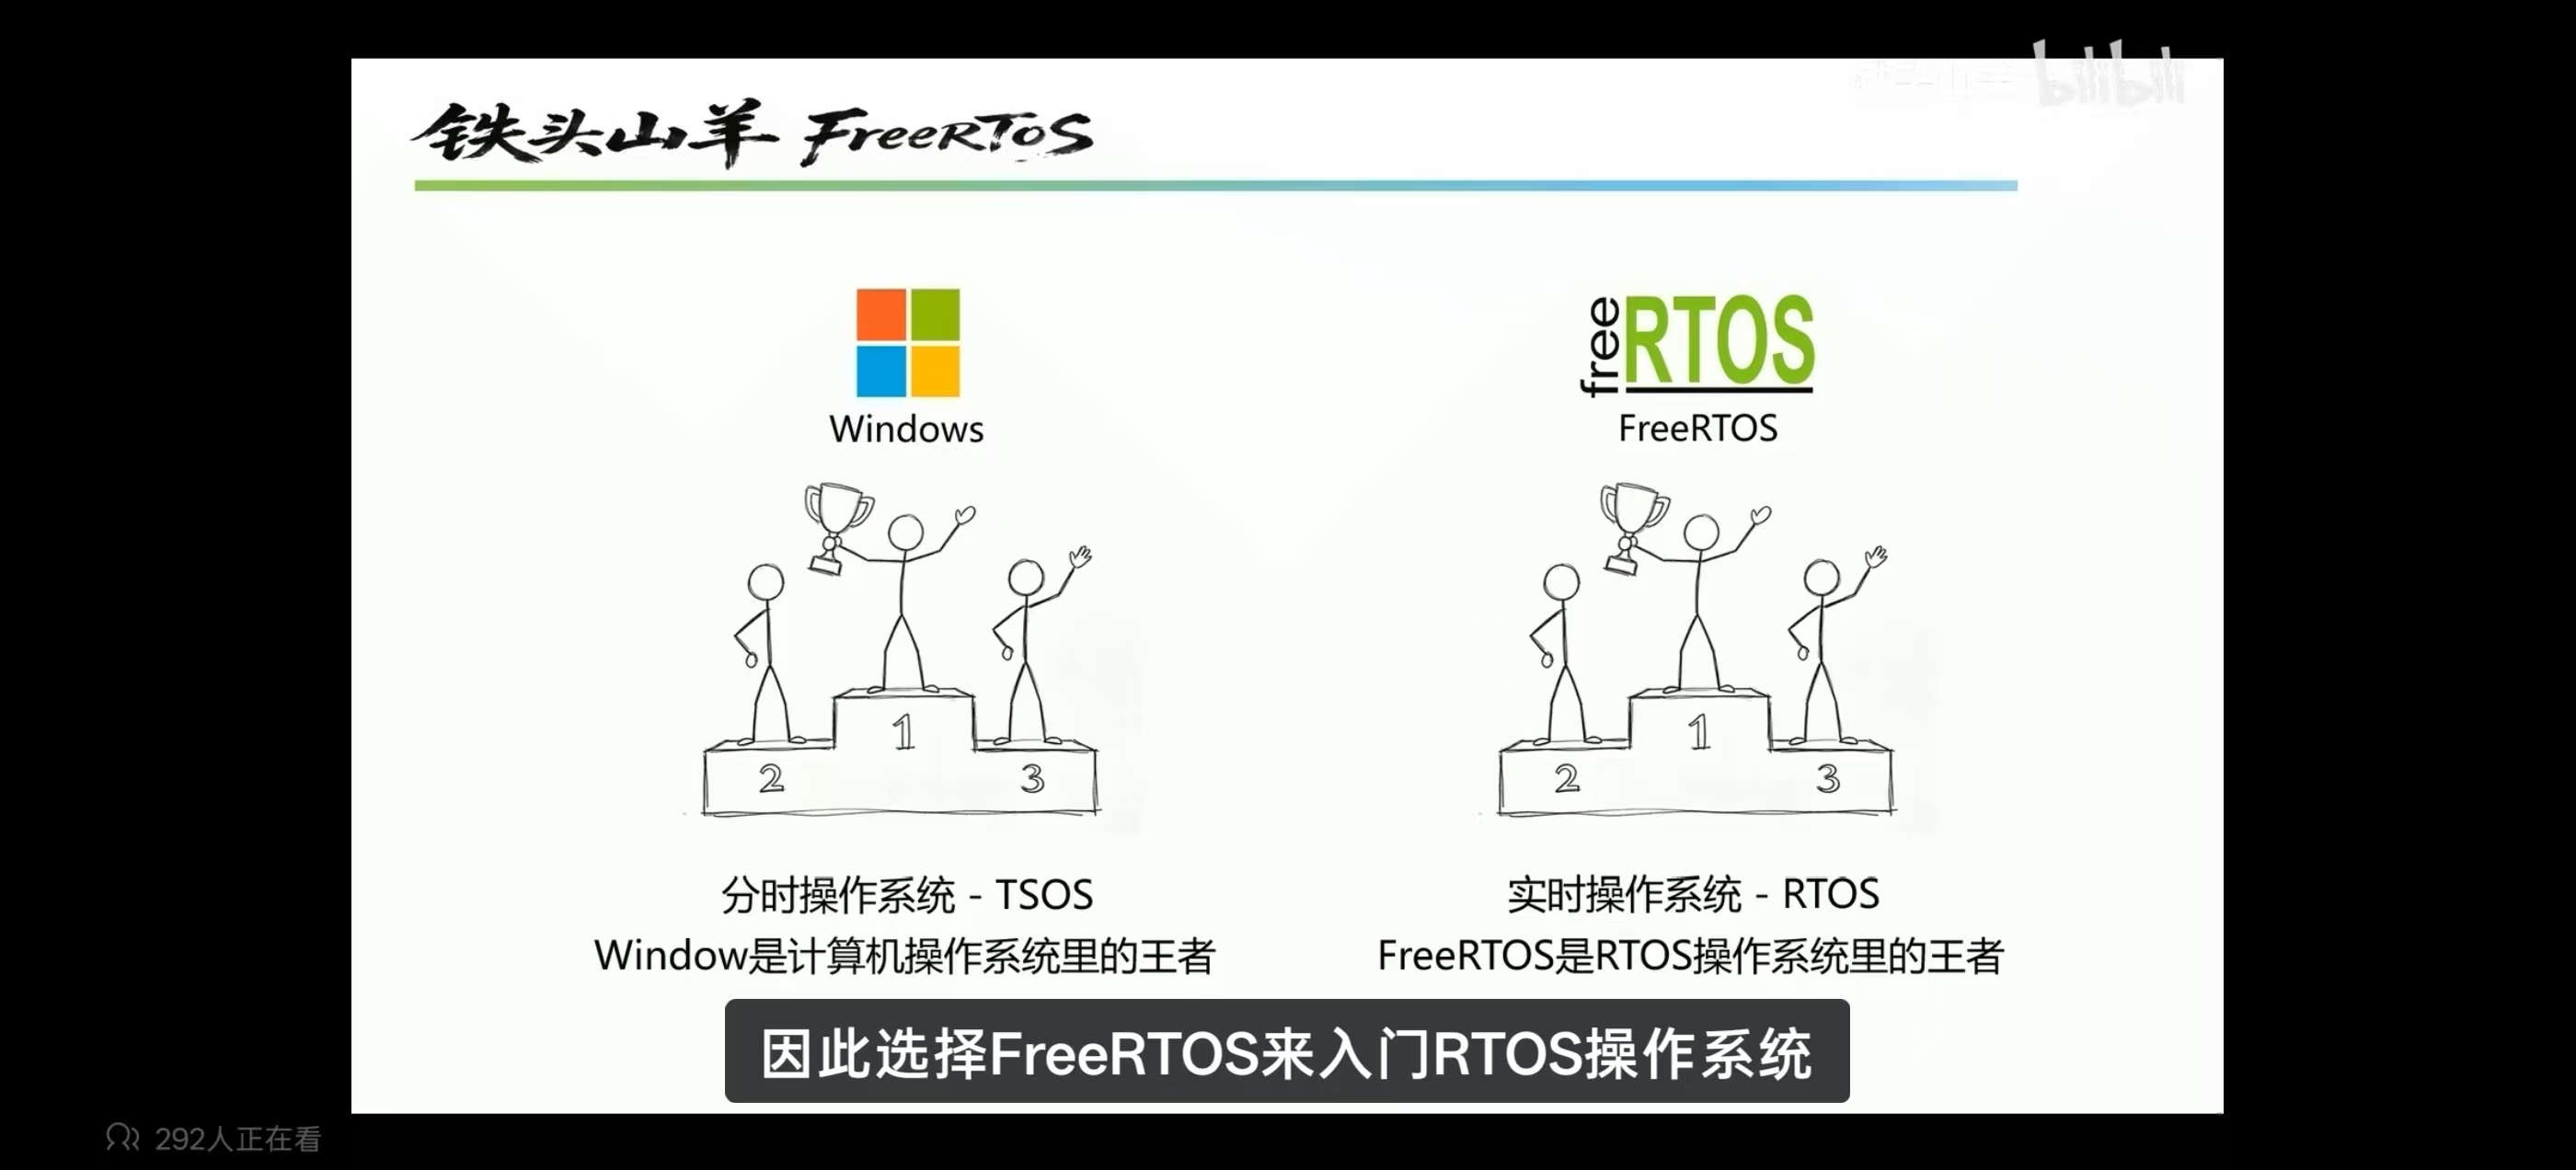 铁头山羊 FreeRToS
bilibili
Windows
free RTOS
FreeRTOS
1
2
3
1
2
3
分时操作系统 - TSOS
Window是计算机操作系统里的王者
实时操作系统 - RTOS
FreeRTOS是RTOS操作系统里的王者
因此选择FreeRTOS来入门RTOS操作系统
292人正在看